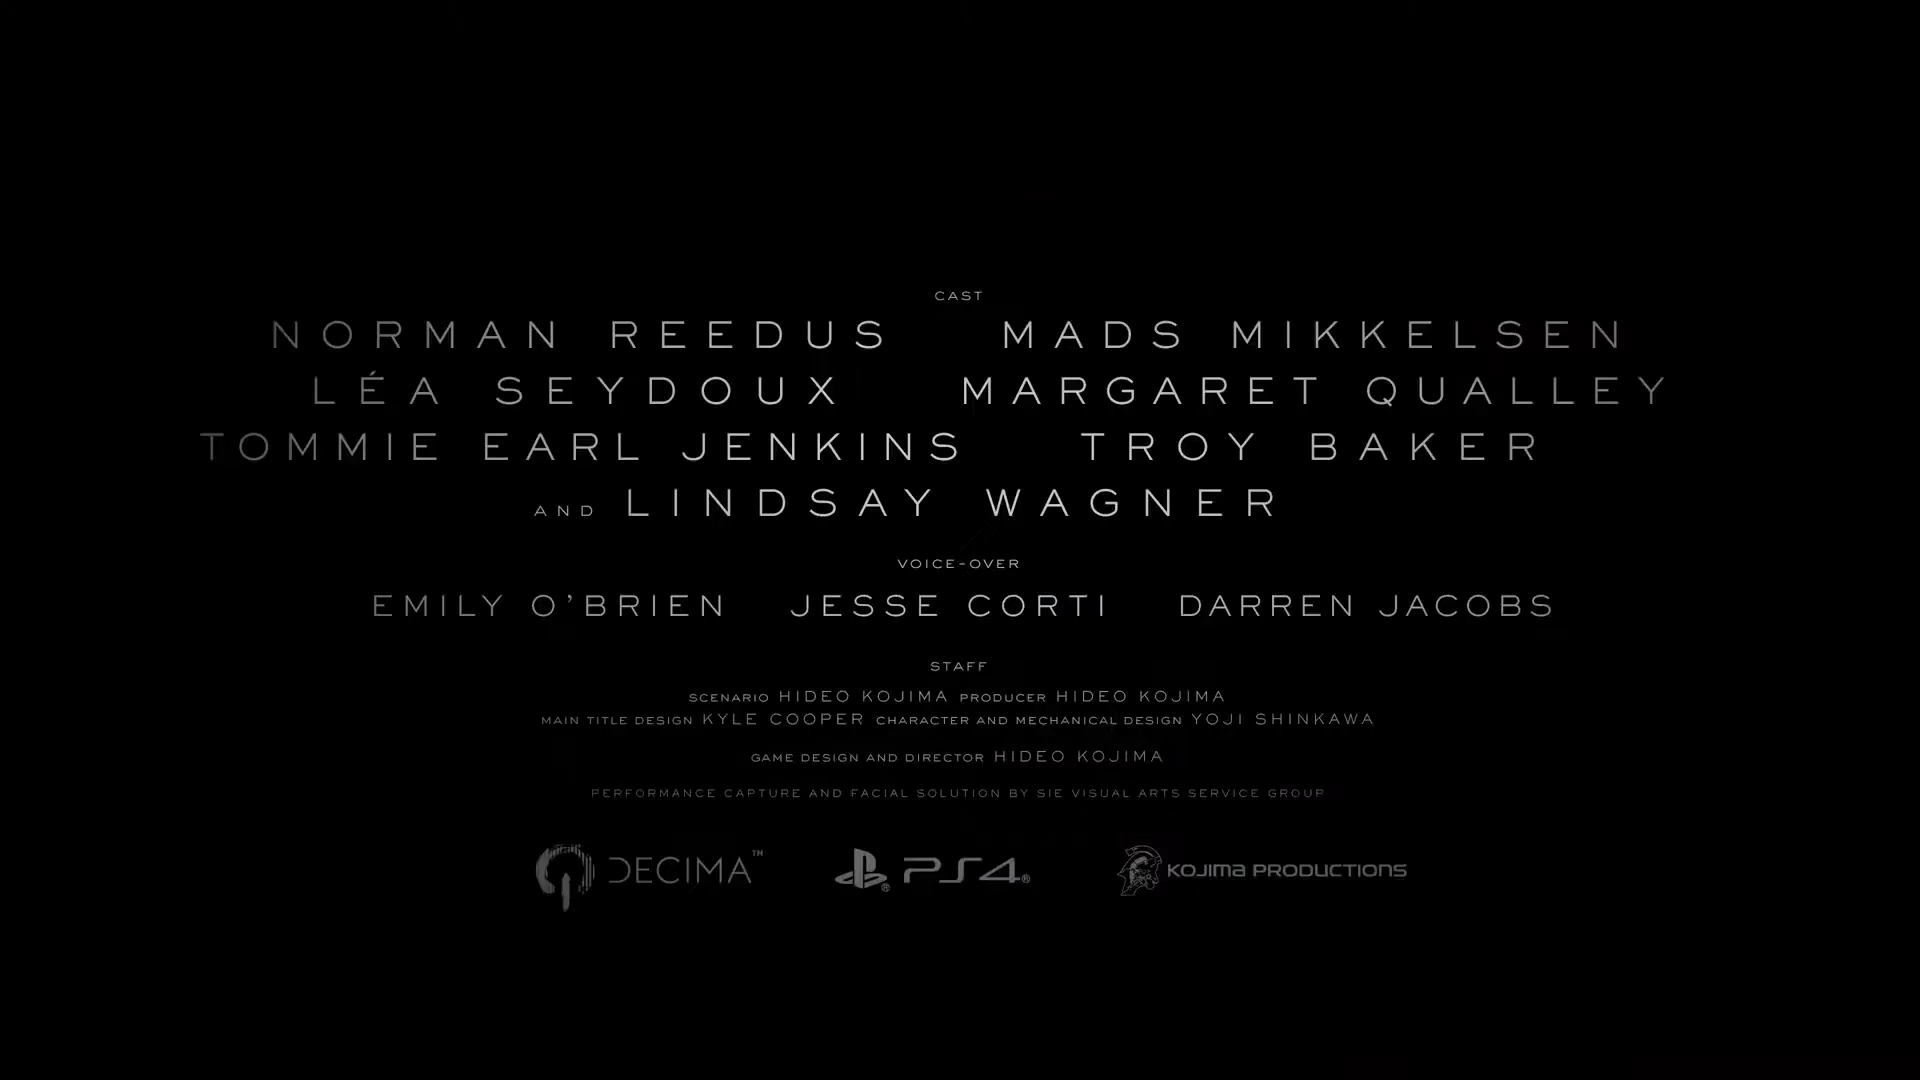 CAST
NORMAN REEDUS MADS MIKKELSEN
LÉA SEYDOUX MARGARET QUALLEY
TOMMIE EARL JENKINS TROY BAKER
AND LINDSAY WAGNER
VOICE-OVER
EMILY O’BRIEN JESSE CORTI DARREN JACOBS
STAFF
SCENARIO HIDEO KOJIMA PRODUCER HIDEO KOJIMA
MAIN TITLE DESIGN KYLE COOPER CHARACTER AND MECHANICAL DESIGN YOJI SHINKAWA
GAME DESIGN AND DIRECTOR HIDEO KOJIMA
PERFORMANCE CAPTURE AND FACIAL SOLUTION BY SIE VISUAL ARTS SERVICE GROUP
DECIMA™ PS4® KOJIMA PRODUCTIONS